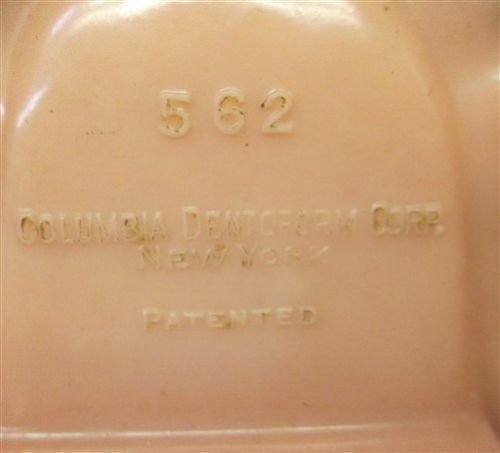 562
COLUMBIA DENTOFORM CORP.
NEW YORK
PATENTED